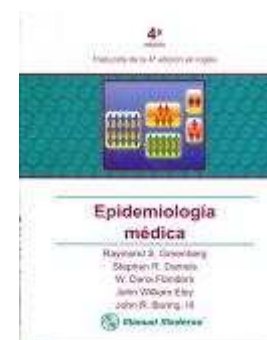 4ª
edición
Traducida de la 4ª edición en inglés
Epidemiología
médica
Raymond S. Greenberg
Stephen R. Daniels
W. Dana Flanders
John William Eley
John R. Boring, III
Manual Moderno